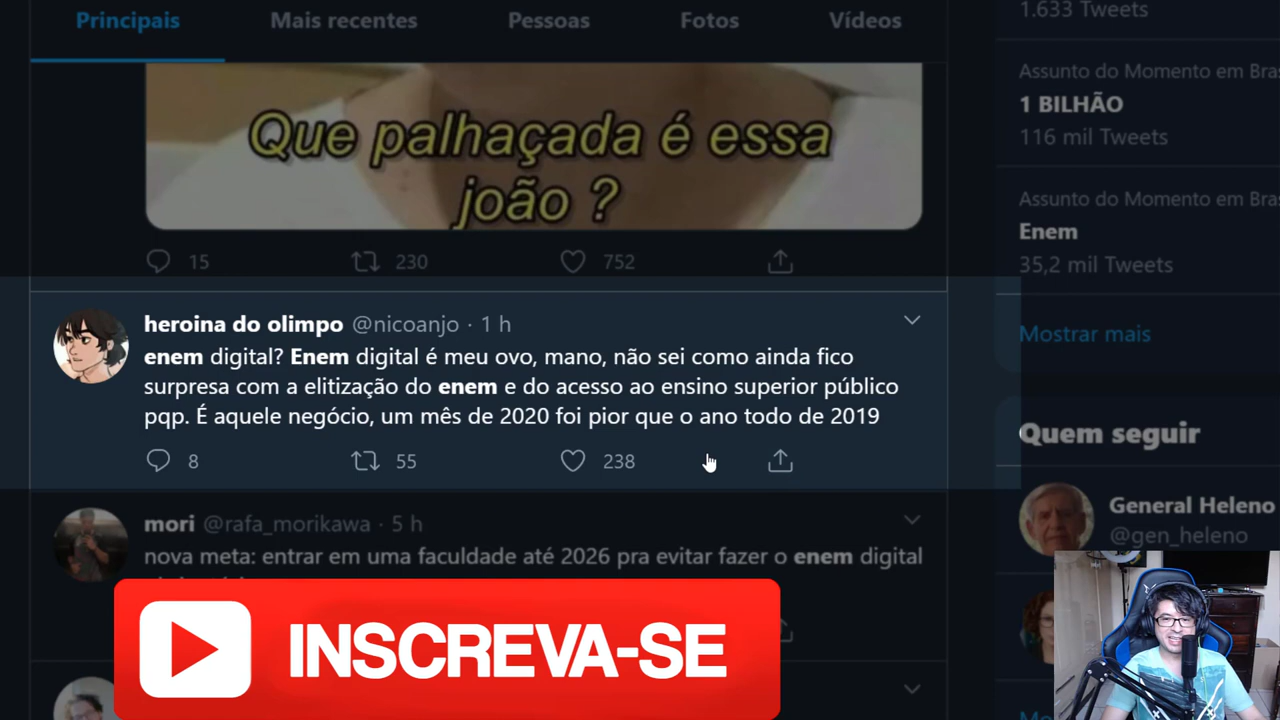 Principais Mais recentes Pessoas Fotos Vídeos
1.633 Tweets
Assunto do Momento em Bras
1 BILHÃO
116 mil Tweets
Que palhaçada é essa
joão ?
Assunto do Momento em Bras
Enem
35,2 mil Tweets
15 230 752
heroina do olimpo @nicoanjo · 1 h
enem digital? Enem digital é meu ovo, mano, não sei como ainda fico
surpresa com a elitização do enem e do acesso ao ensino superior público
pqp. É aquele negócio, um mês de 2020 foi pior que o ano todo de 2019
8 55 238
Mostrar mais
Quem seguir
General Heleno
@gen_heleno
mori @rafa_morikawa · 5 h
nova meta: entrar em uma faculdade até 2026 pra evitar fazer o enem digital
INSCREVA-SE